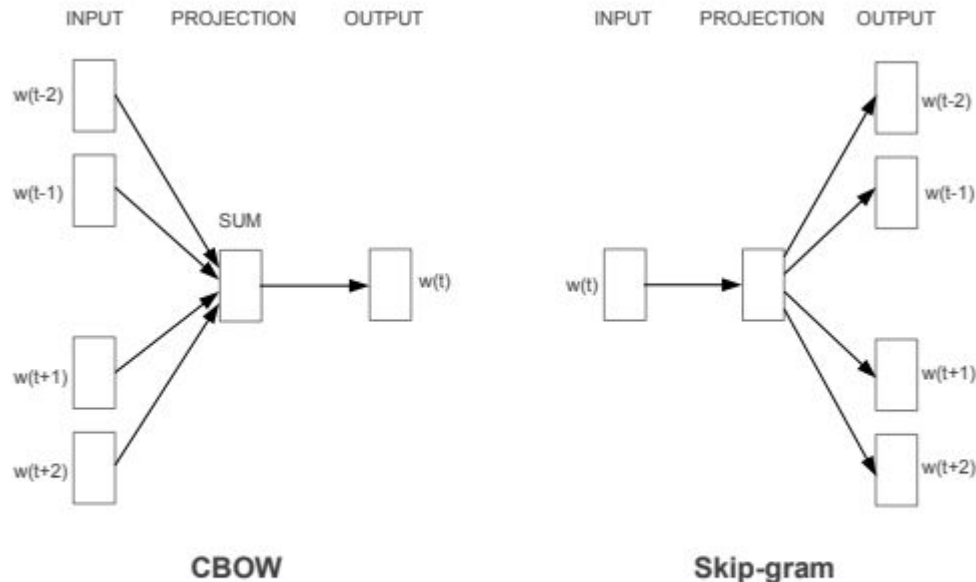 INPUT PROJECTION OUTPUT
w(t-2)
w(t-1)
SUM
w(t)
w(t+1)
w(t+2)
CBOW
INPUT PROJECTION OUTPUT
w(t-2)
w(t-1)
w(t)
w(t+1)
w(t+2)
Skip-gram